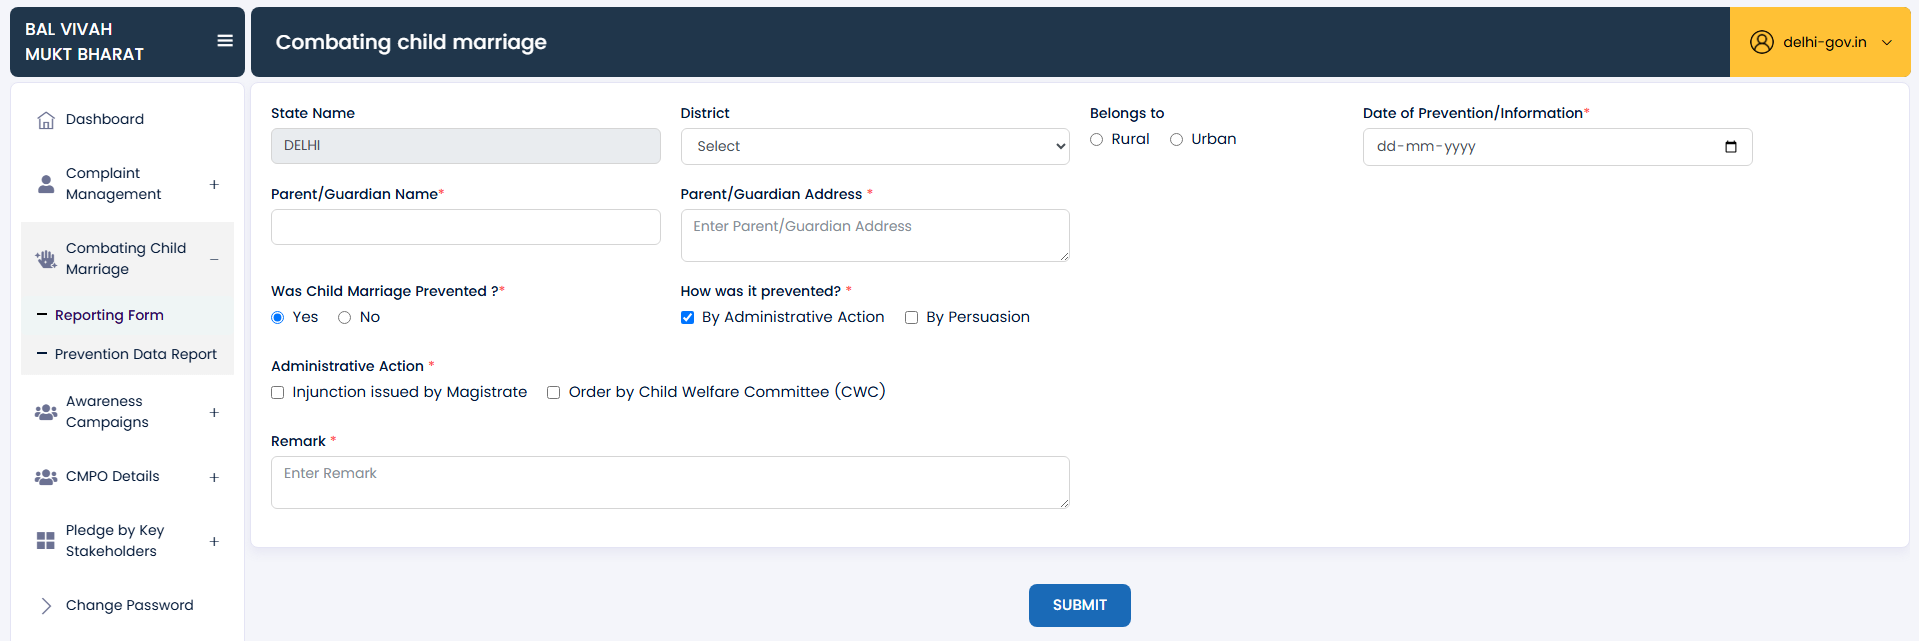 BAL VIVAH
MUKT BHARAT
Combating child marriage
delhi-gov.in
Dashboard
Complaint
Management
+
Combating Child
Marriage
–
Reporting Form
Prevention Data Report
Awareness
Campaigns
+
CMPO Details
+
Pledge by Key
Stakeholders
+
Change Password
State Name
DELHI
District
Select
Belongs to
Rural Urban
Date of Prevention/Information*
dd-mm-yyyy
Parent/Guardian Name*
Parent/Guardian Address *
Enter Parent/Guardian Address
Was Child Marriage Prevented ?*
Yes No
How was it prevented? *
By Administrative Action By Persuasion
Administrative Action *
Injunction issued by Magistrate Order by Child Welfare Committee (CWC)
Remark *
Enter Remark
SUBMIT